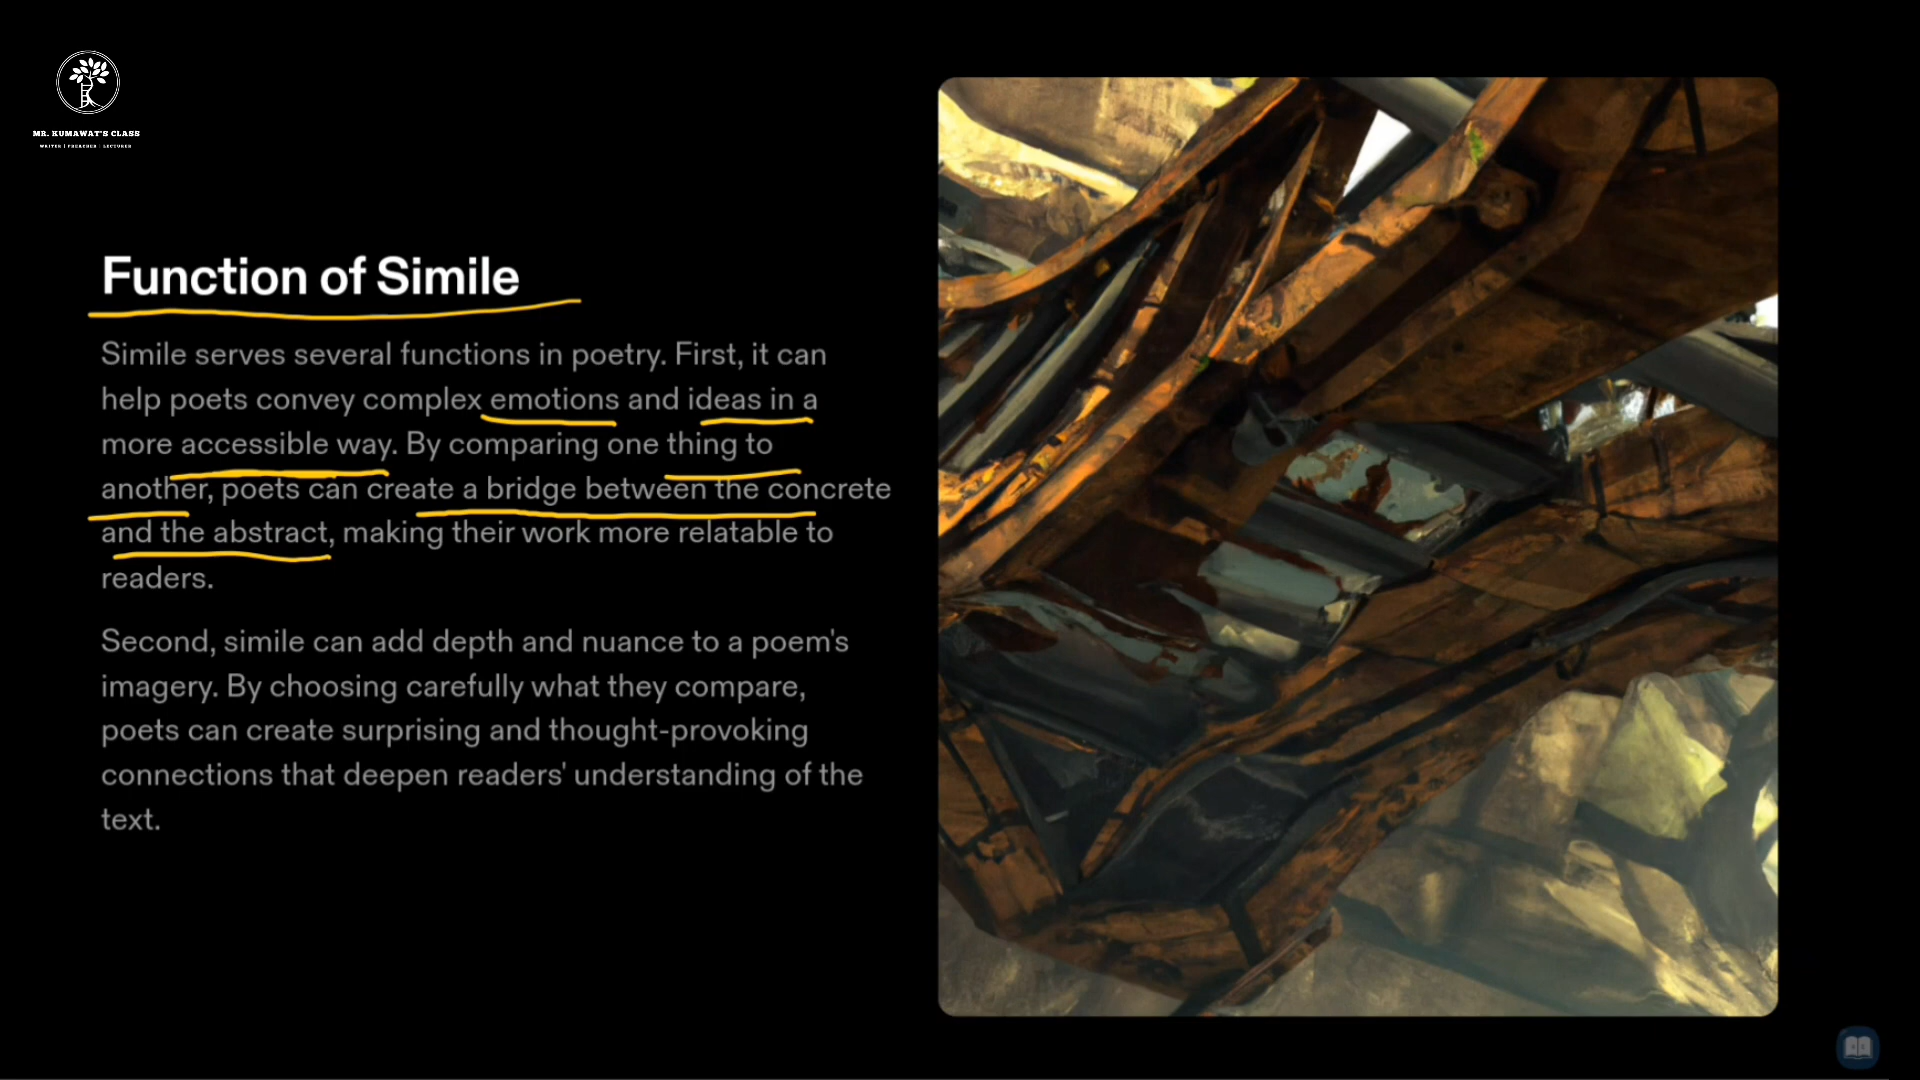 MR. KUMAWAT'S CLASS
WRITER | PREACHER | LECTURER
Function of Simile
Simile serves several functions in poetry. First, it can
help poets convey complex emotions and ideas in a
more accessible way. By comparing one thing to
another, poets can create a bridge between the concrete
and the abstract, making their work more relatable to
readers.
Second, simile can add depth and nuance to a poem's
imagery. By choosing carefully what they compare,
poets can create surprising and thought-provoking
connections that deepen readers' understanding of the
text.